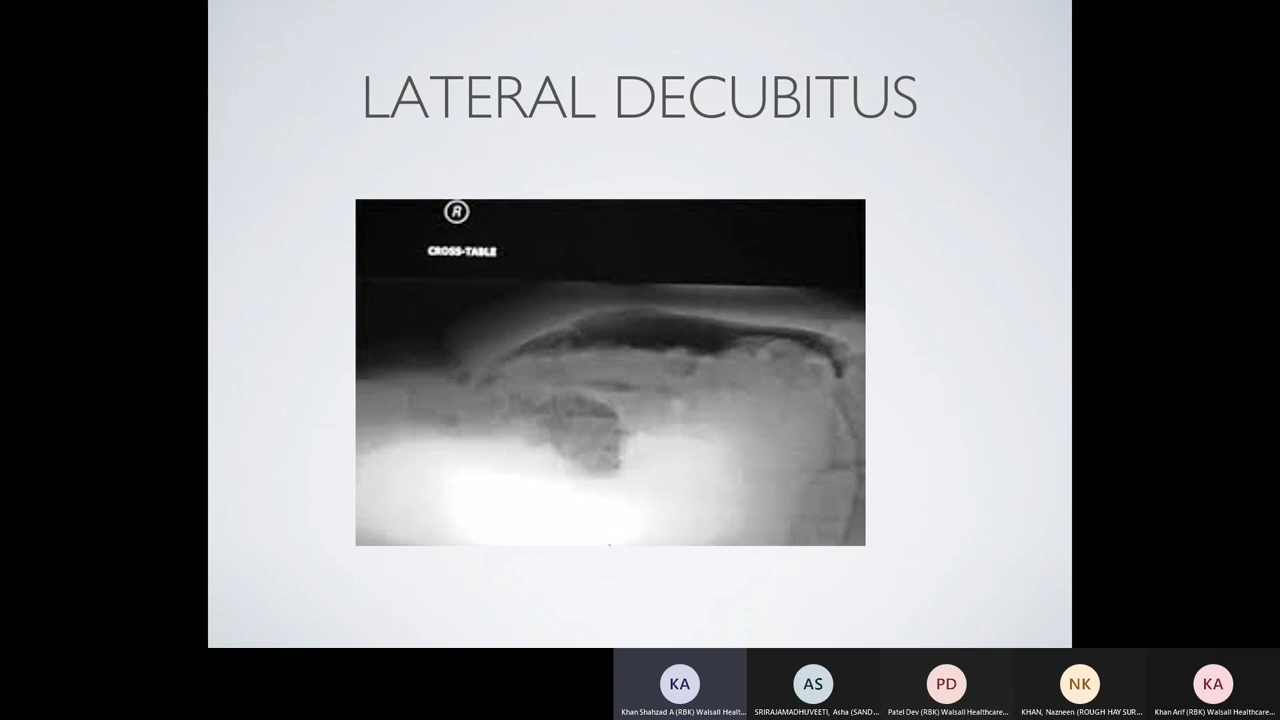 LATERAL DECUBITUS
R
CROSS-TABLE
KA
AS
PD
NK
KA
Khan Shahzad A (RBK) Walsall Healt...
SRIRAJAMADHUVEETI, Asha (SAND...
Patel Dev (RBK) Walsall Healthcare...
KHAN, Nazneen (ROUGH HAY SUR...
Khan Arif (RBK) Walsall Healthcare...